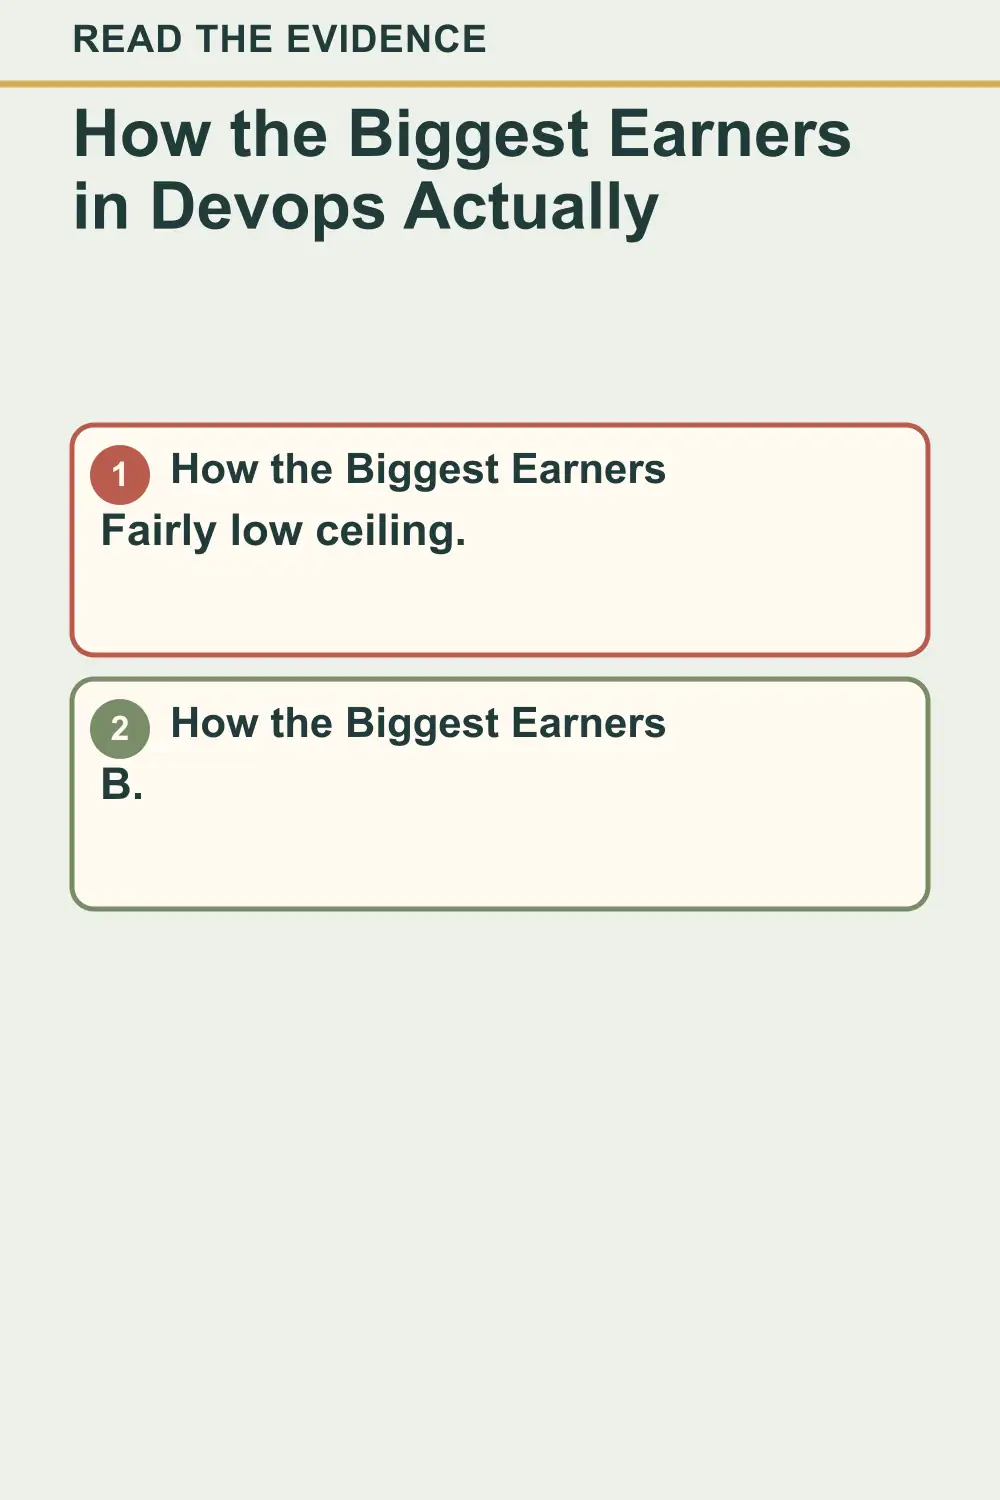 READ THE EVIDENCE
How the Biggest Earners
in Devops Actually
1 How the Biggest Earners
Fairly low ceiling.
2 How the Biggest Earners
B.